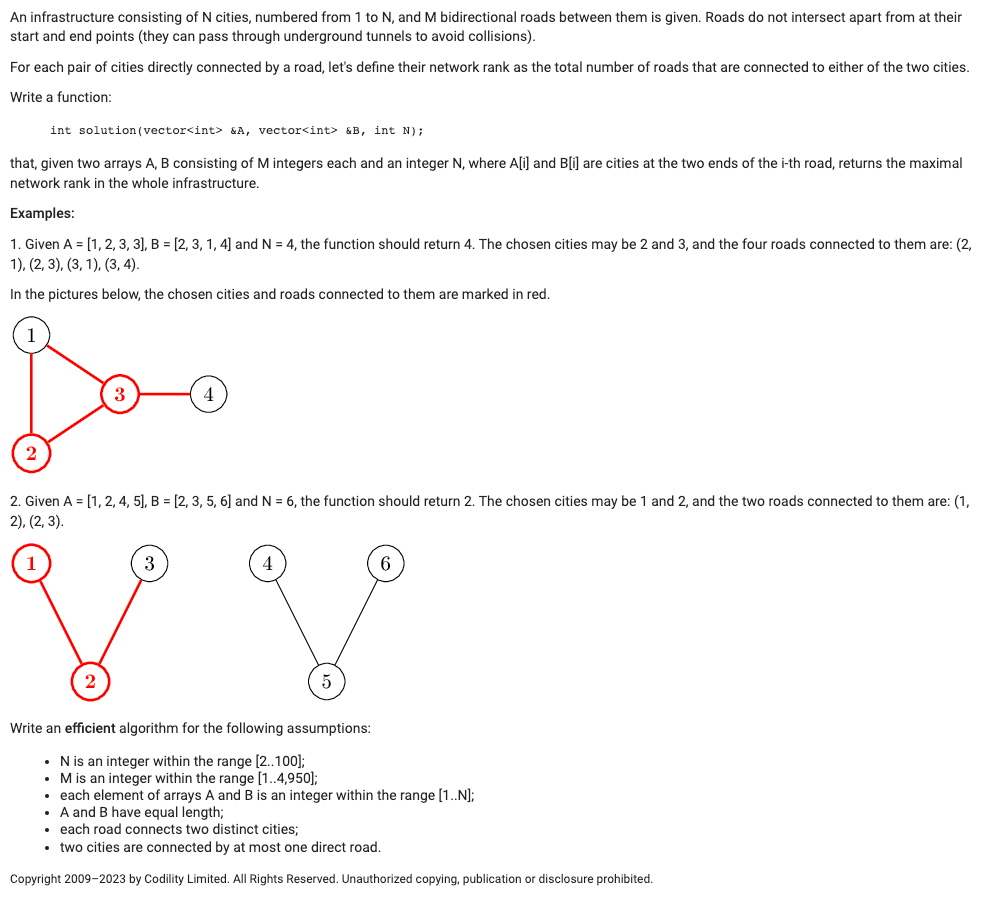 An infrastructure consisting of N cities, numbered from 1 to N, and M bidirectional roads between them is given. Roads do not intersect apart from at their
start and end points (they can pass through underground tunnels to avoid collisions).
For each pair of cities directly connected by a road, let's define their network rank as the total number of roads that are connected to either of the two cities.
Write a function:
int solution(vector<int> &A, vector<int> &B, int N);
that, given two arrays A, B consisting of M integers each and an integer N, where A[i] and B[i] are cities at the two ends of the i-th road, returns the maximal
network rank in the whole infrastructure.
Examples:
1. Given A = [1, 2, 3, 3], B = [2, 3, 1, 4] and N = 4, the function should return 4. The chosen cities may be 2 and 3, and the four roads connected to them are: (2,
1), (2, 3), (3, 1), (3, 4).
In the pictures below, the chosen cities and roads connected to them are marked in red.
1
3 4
2
2. Given A = [1, 2, 4, 5], B = [2, 3, 5, 6] and N = 6, the function should return 2. The chosen cities may be 1 and 2, and the two roads connected to them are: (1,
2), (2, 3).
1 3 4 6
2 5
Write an efficient algorithm for the following assumptions:
• N is an integer within the range [2..100];
• M is an integer within the range [1..4,950];
• each element of arrays A and B is an integer within the range [1..N];
• A and B have equal length;
• each road connects two distinct cities;
• two cities are connected by at most one direct road.
Copyright 2009–2023 by Codility Limited. All Rights Reserved. Unauthorized copying, publication or disclosure prohibited.